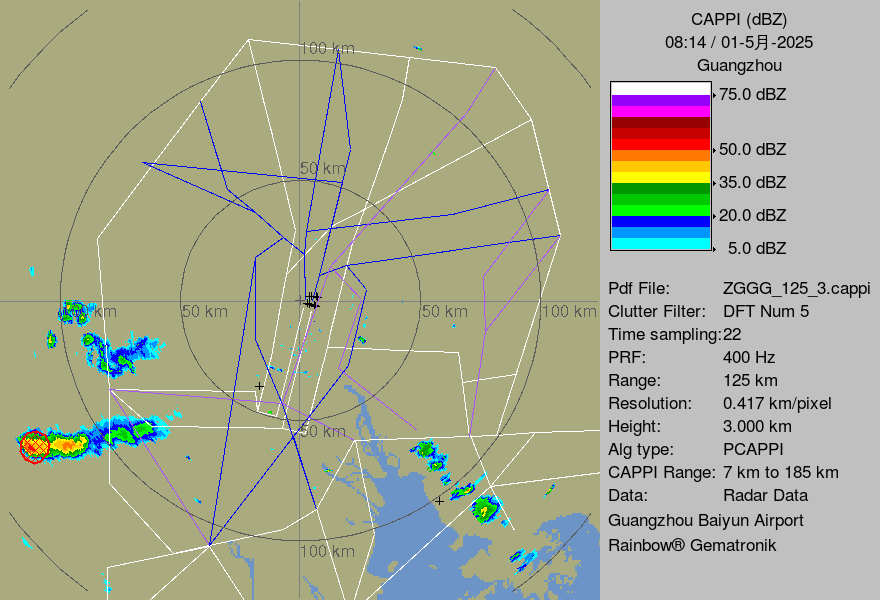 100 km
50 km
50 km
50 km
100 km
km
50 km
100 km
CAPPI (dBZ)
08:14 / 01-5月-2025
Guangzhou
75.0 dBZ
50.0 dBZ
35.0 dBZ
20.0 dBZ
5.0 dBZ
Pdf File: ZGGG_125_3.cappi
Clutter Filter: DFT Num 5
Time sampling:22
PRF: 400 Hz
Range: 125 km
Resolution: 0.417 km/pixel
Height: 3.000 km
Alg type: PCAPPI
CAPPI Range: 7 km to 185 km
Data: Radar Data
Guangzhou Baiyun Airport
Rainbow® Gematronik